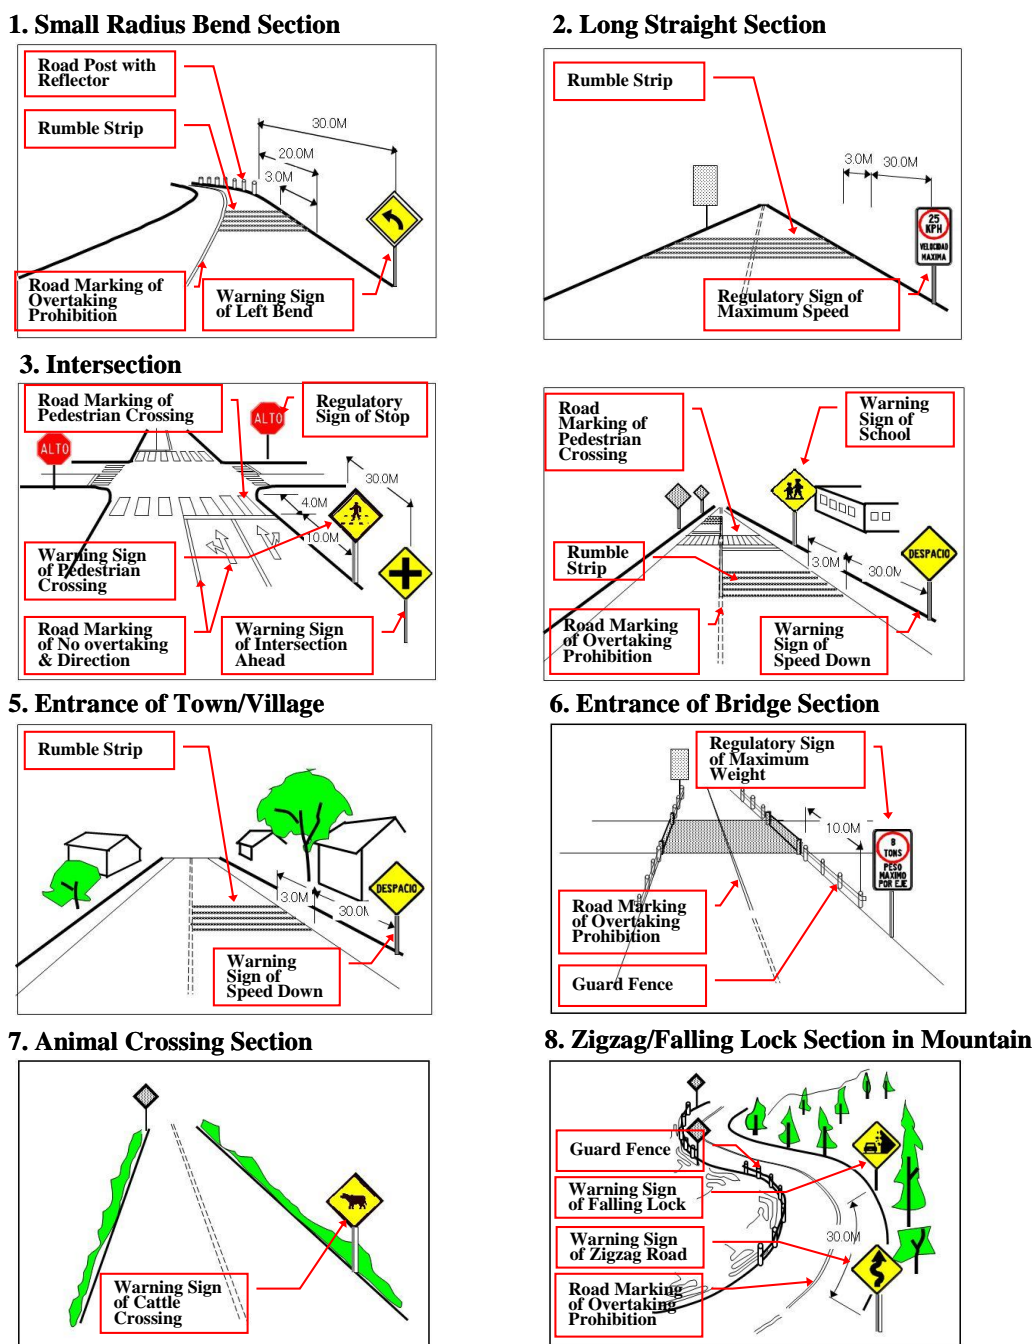 1. Small Radius Bend Section
Road Post with
Reflector
Rumble Strip
30.0M
20.0M
3.0M
Road Marking of
Overtaking
Prohibition
Warning Sign
of Left Bend
2. Long Straight Section
Rumble Strip
3.0M 30.0M
25
KPH
VELOCIDAD
MAXIMA
Regulatory Sign of
Maximum Speed
3. Intersection
Road Marking of
Pedestrian Crossing
Regulatory
Sign of Stop
ALTO
ALTO
30.0M
4.0M
10.0M
Warning Sign
of Pedestrian
Crossing
Road Marking
of No overtaking
& Direction
Warning Sign
of Intersection
Ahead
Road
Marking of
Pedestrian
Crossing
Warning
Sign of
School
Rumble
Strip
DESPACIO
3.0M
30.0M
Road Marking
of Overtaking
Prohibition
Warning
Sign of
Speed Down
5. Entrance of Town/Village
Rumble Strip
DESPACIO
3.0M
30.0M
Warning
Sign of
Speed Down
6. Entrance of Bridge Section
Regulatory Sign
of Maximum
Weight
10.0M
8
TONS
PESO
MAXIMO
POR EJE
Road Marking
of Overtaking
Prohibition
Guard Fence
7. Animal Crossing Section
Warning Sign
of Cattle
Crossing
8. Zigzag/Falling Lock Section in Mountain
Guard Fence
Warning Sign
of Falling Lock
Warning Sign
of Zigzag Road
30.0M
Road Marking
of Overtaking
Prohibition